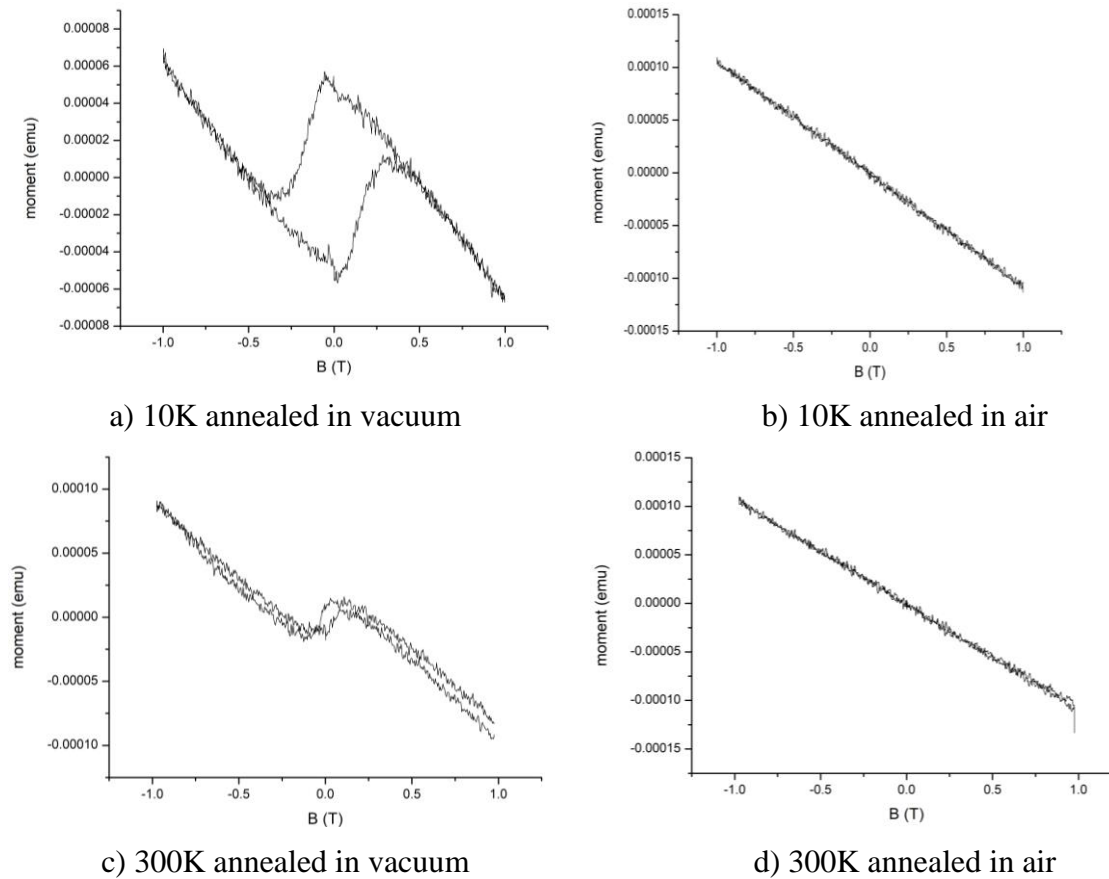 0.00008
0.00006
0.00004
0.00002
0.00000
-0.00002
-0.00004
-0.00006
-0.00008
moment (emu)
-1.0 -0.5 0.0 0.5 1.0
B (T)
a) 10K annealed in vacuum
0.00015
0.00010
0.00005
0.00000
-0.00005
-0.00010
-0.00015
moment (emu)
-1.0 -0.5 0.0 0.5 1.0
B (T)
b) 10K annealed in air
0.00010
0.00005
0.00000
-0.00005
-0.00010
moment (emu)
-1.0 -0.5 0.0 0.5 1.0
B (T)
c) 300K annealed in vacuum
0.00015
0.00010
0.00005
0.00000
-0.00005
-0.00010
-0.00015
moment (emu)
-1.0 -0.5 0.0 0.5 1.0
B (T)
d) 300K annealed in air